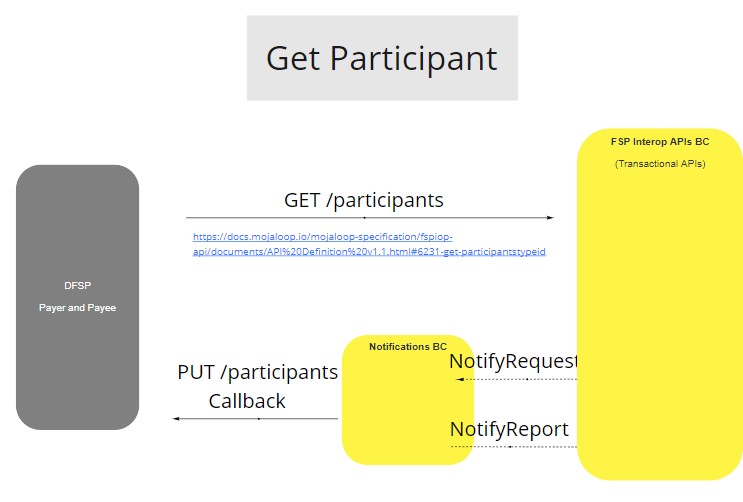 Get Participant
FSP Interop APIs BC
(Transactional APIs)
GET /participants
https://docs.mojaloop.io/mojaloop-specification/fspiop-
api/documents/API%20Definition%20v1.1.html#6231-get-participantstypeid
DFSP
Payer and Payee
Notifications BC
NotifyRequest
PUT /participants
Callback
NotifyReport